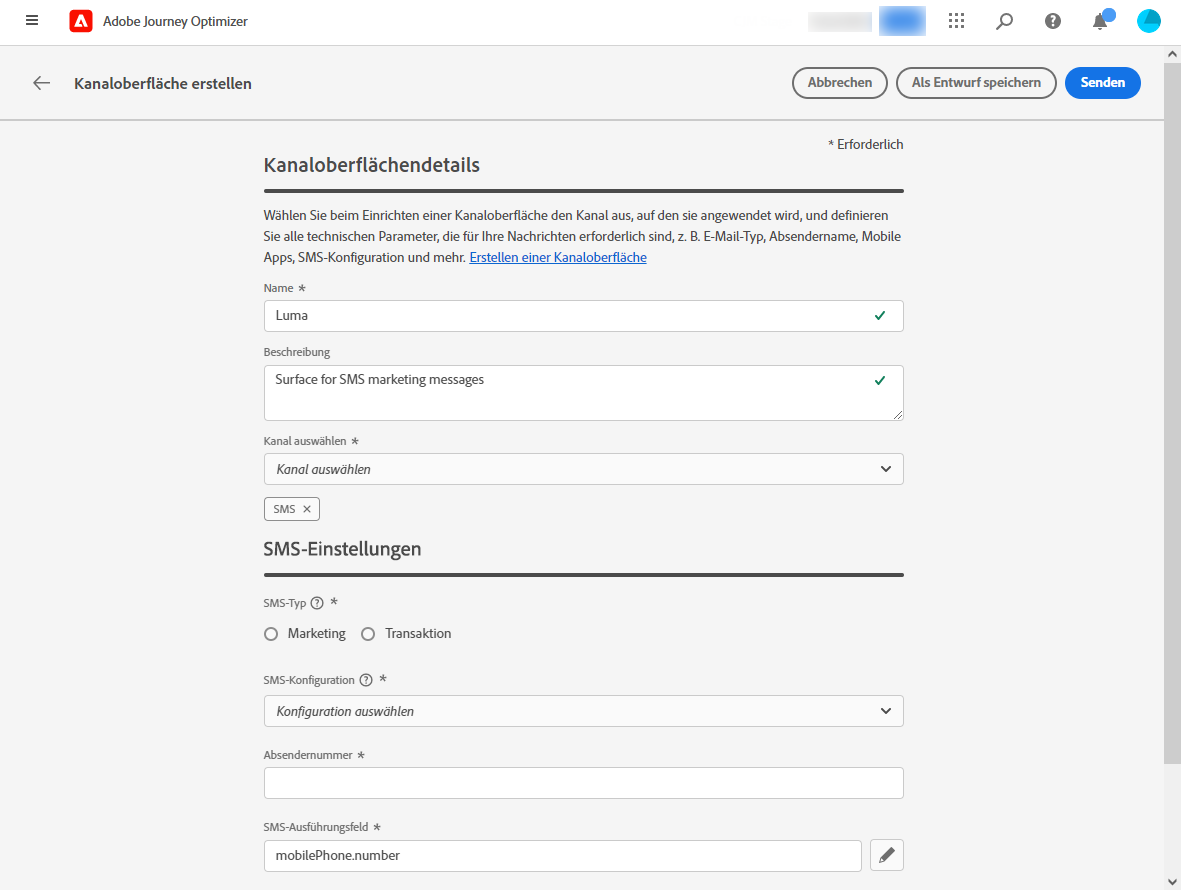 Adobe Journey Optimizer
Kanaloberfläche erstellen
Abbrechen
Als Entwurf speichern
Senden
* Erforderlich
Kanaloberflächendetails
Wählen Sie beim Einrichten einer Kanaloberfläche den Kanal aus, auf den sie angewendet wird, und definieren
Sie alle technischen Parameter, die für Ihre Nachrichten erforderlich sind, z. B. E-Mail-Typ, Absendername, Mobile
Apps, SMS-Konfiguration und mehr. Erstellen einer Kanaloberfläche
Name *
Luma
Beschreibung
Surface for SMS marketing messages
Kanal auswählen *
Kanal auswählen
SMS ×
SMS-Einstellungen
SMS-Typ ? *
Marketing
Transaktion
SMS-Konfiguration ? *
Konfiguration auswählen
Absendernummer *
SMS-Ausführungsfeld *
mobilePhone.number